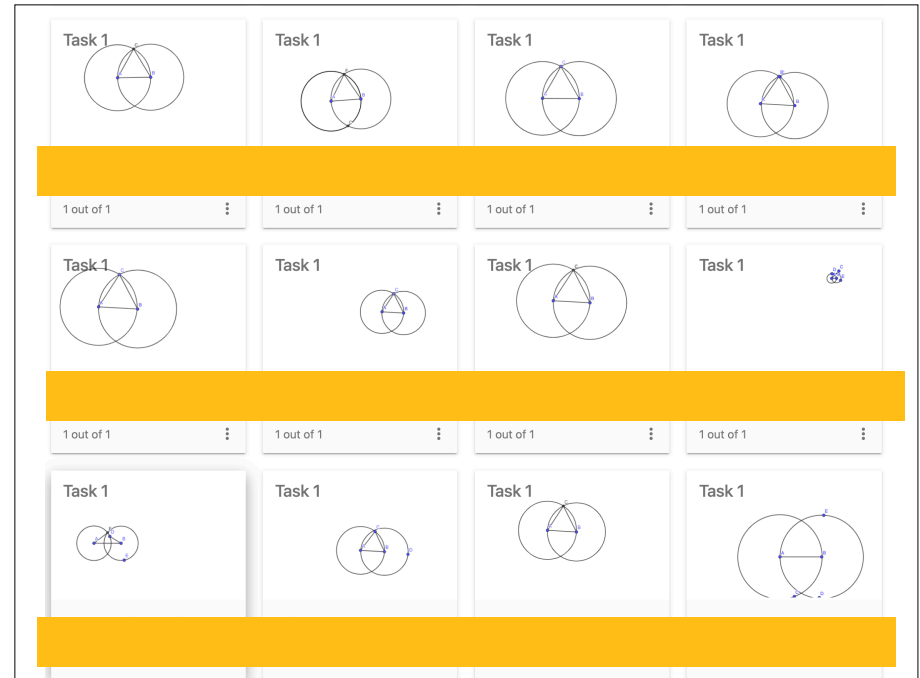 Task 1 Task 1 Task 1 Task 1
1 out of 1 1 out of 1 1 out of 1 1 out of 1
Task 1 Task 1 Task 1 Task 1
1 out of 1 1 out of 1 1 out of 1 1 out of 1
Task 1 Task 1 Task 1 Task 1
E
A B
D